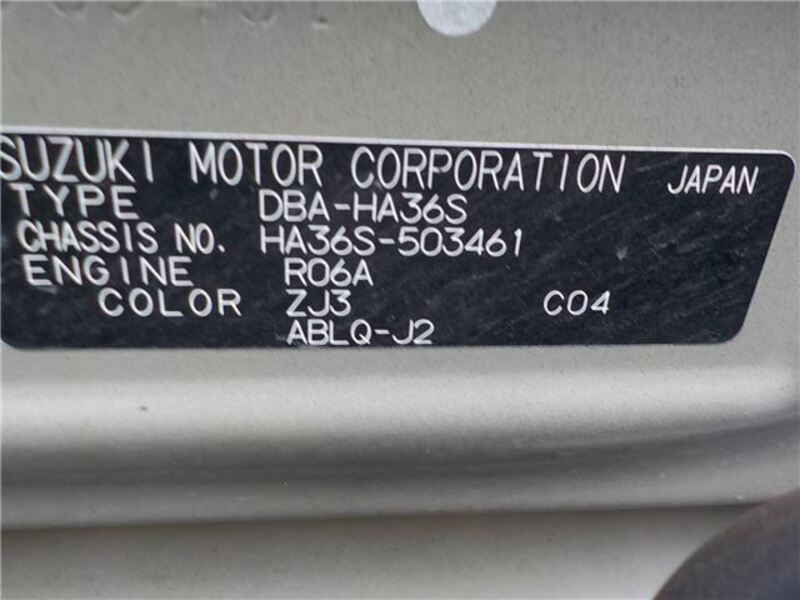 SUZUKI MOTOR CORPORATION JAPAN
TYPE DBA-HA36S
CHASSIS NO. HA36S-503461
ENGINE R06A
COLOR ZJ3 C04
ABLQ-J2